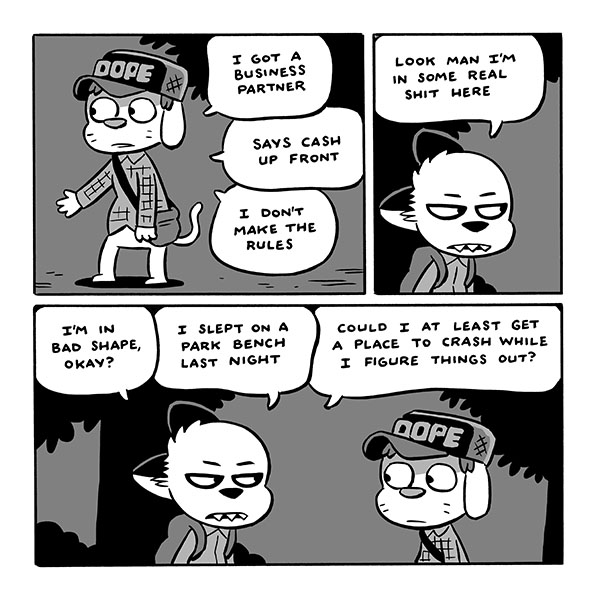 DOPE
I GOT A
BUSINESS
PARTNER
SAYS CASH
UP FRONT
I DON'T
MAKE THE
RULES
LOOK MAN I'M
IN SOME REAL
SHIT HERE
I'M IN
BAD SHAPE,
OKAY?
I SLEPT ON A
PARK BENCH
LAST NIGHT
COULD I AT LEAST GET
A PLACE TO CRASH WHILE
I FIGURE THINGS OUT?
DOPE